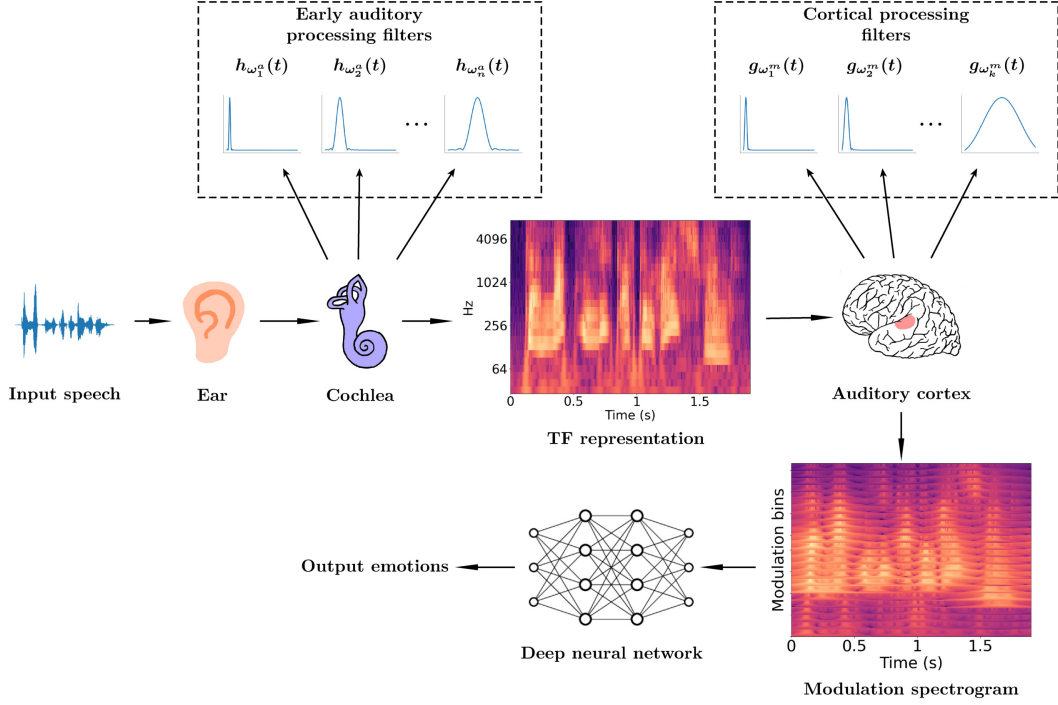 Early auditory
processing filters
h_{ω_1^a}(t) h_{ω_2^a}(t) h_{ω_n^a}(t)
...
Cortical processing
filters
g_{ω_1^m}(t) g_{ω_2^m}(t) g_{ω_k^m}(t)
...
Input speech
Ear
Cochlea
Hz
4096
1024
256
64
0 0.5 1 1.5
Time (s)
TF representation
Auditory cortex
Modulation bins
0 0.5 1 1.5
Time (s)
Modulation spectrogram
Deep neural network
Output emotions